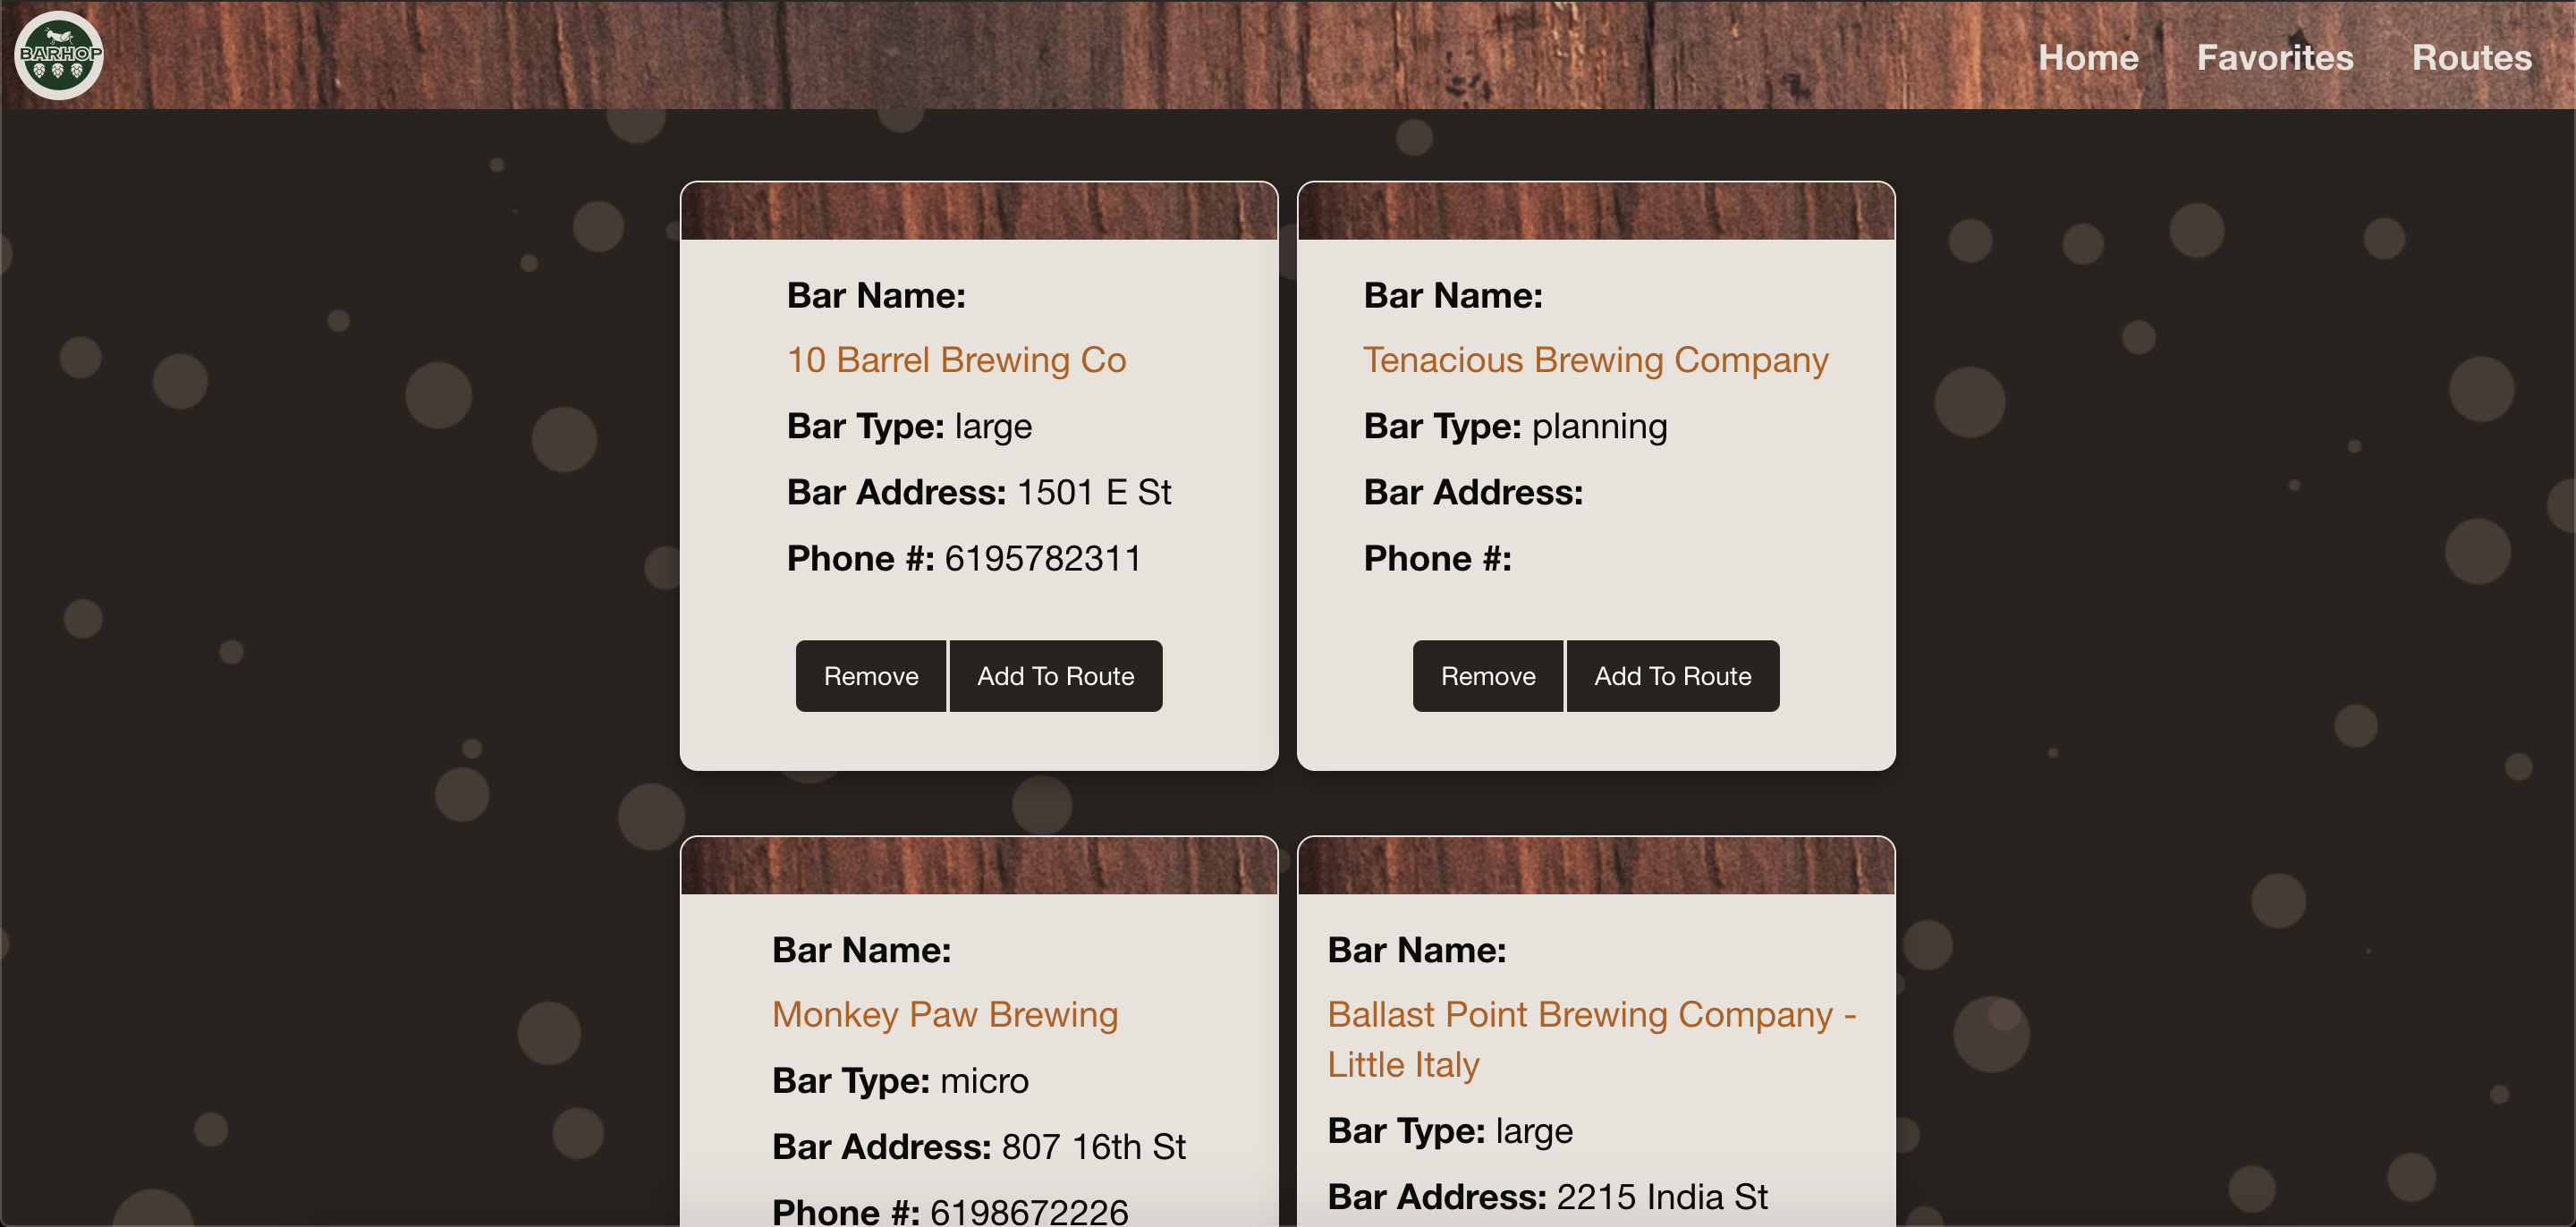 BARHOP
Home Favorites Routes
Bar Name:
10 Barrel Brewing Co
Bar Type: large
Bar Address: 1501 E St
Phone #: 6195782311
Remove Add To Route
Bar Name:
Tenacious Brewing Company
Bar Type: planning
Bar Address:
Phone #:
Remove Add To Route
Bar Name:
Monkey Paw Brewing
Bar Type: micro
Bar Address: 807 16th St
Phone #: 6198672226
Bar Name:
Ballast Point Brewing Company -
Little Italy
Bar Type: large
Bar Address: 2215 India St